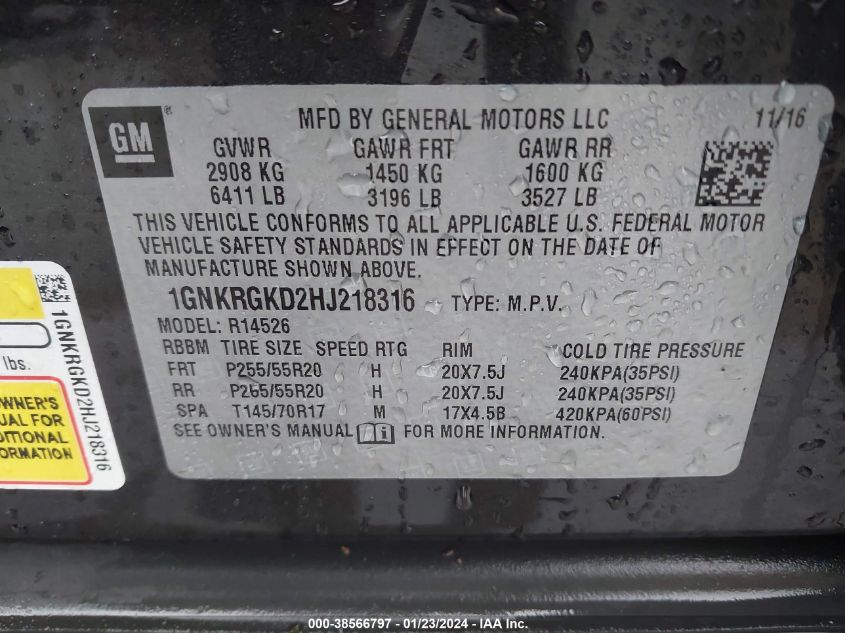 GM ®
MFD BY GENERAL MOTORS LLC 11/16
GVWR GAWR FRT GAWR RR
2908 KG 1450 KG 1600 KG
6411 LB 3196 LB 3527 LB
THIS VEHICLE CONFORMS TO ALL APPLICABLE U.S. FEDERAL MOTOR
VEHICLE SAFETY STANDARDS IN EFFECT ON THE DATE OF
MANUFACTURE SHOWN ABOVE.
1GNKRGKD2HJ218316 TYPE: M.P.V.
MODEL: R14526
RBBM TIRE SIZE SPEED RTG RIM COLD TIRE PRESSURE
FRT P255/55R20 H 20X7.5J 240KPA(35PSI)
RR P255/55R20 H 20X7.5J 240KPA(35PSI)
SPA T145/70R17 M 17X4.5B 420KPA(60PSI)
SEE OWNER'S MANUAL FOR MORE INFORMATION.
1GNKRGKD2HJ218316
lbs.
OWNER'S
UAL FOR
DITIONAL
ORMATION
000-38566797 - 01/23/2024 - IAA Inc.